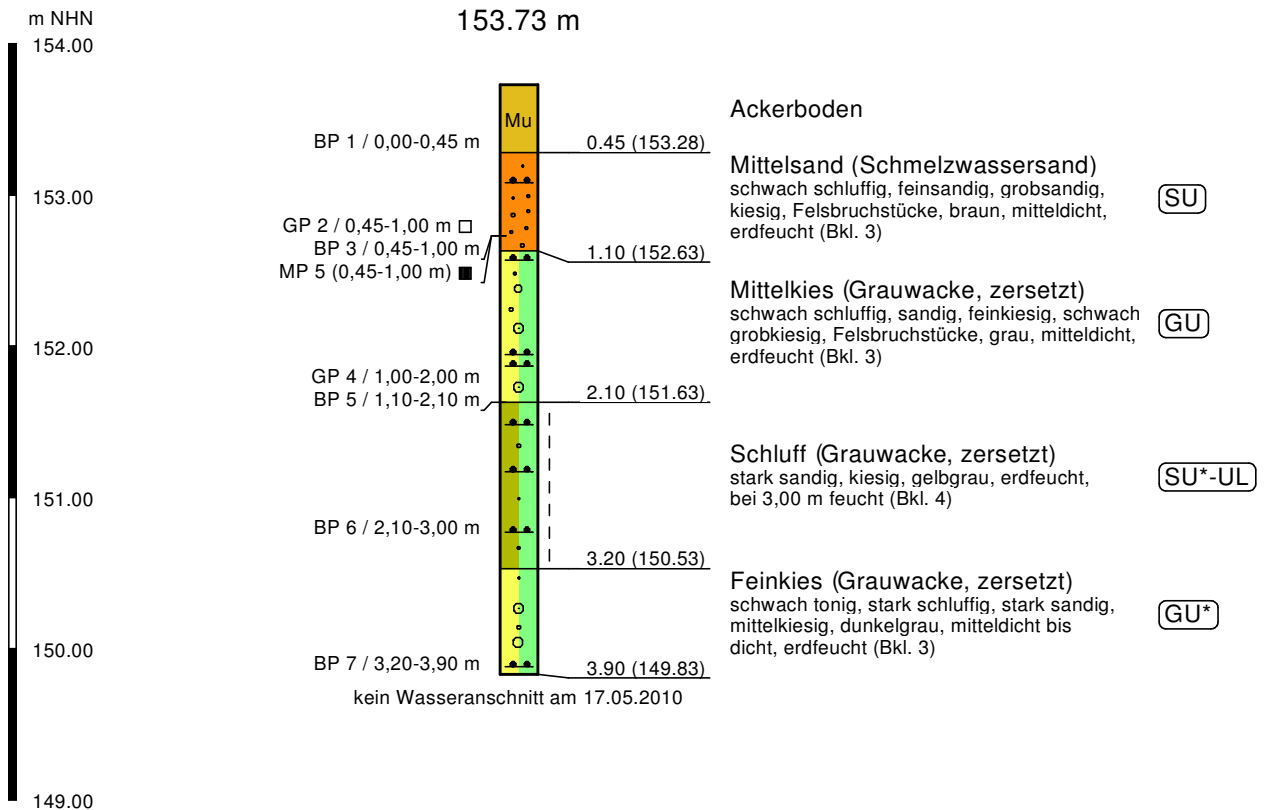 m NHN
153.73 m
154.00
153.00
152.00
151.00
150.00
149.00
Mu
BP 1 / 0,00-0,45 m
GP 2 / 0,45-1,00 m
BP 3 / 0,45-1,00 m
MP 5 (0,45-1,00 m)
GP 4 / 1,00-2,00 m
BP 5 / 1,10-2,10 m
BP 6 / 2,10-3,00 m
BP 7 / 3,20-3,90 m
0.45 (153.28)
1.10 (152.63)
2.10 (151.63)
3.20 (150.53)
3.90 (149.83)
kein Wasseranschnitt am 17.05.2010
Ackerboden
Mittelsand (Schmelzwassersand)
schwach schluffig, feinsandig, grobsandig,
kiesig, Felsbruchstücke, braun, mitteldicht,
erdfeucht (Bkl. 3)
SU
Mittelkies (Grauwacke, zersetzt)
schwach schluffig, sandig, feinkiesig, schwach
grobkiesig, Felsbruchstücke, grau, mitteldicht,
erdfeucht (Bkl. 3)
GU
Schluff (Grauwacke, zersetzt)
stark sandig, kiesig, gelbgrau, erdfeucht,
bei 3,00 m feucht (Bkl. 4)
SU*-UL
Feinkies (Grauwacke, zersetzt)
schwach tonig, stark schluffig, stark sandig,
mittelkiesig, dunkelgrau, mitteldicht bis
dicht, erdfeucht (Bkl. 3)
GU*